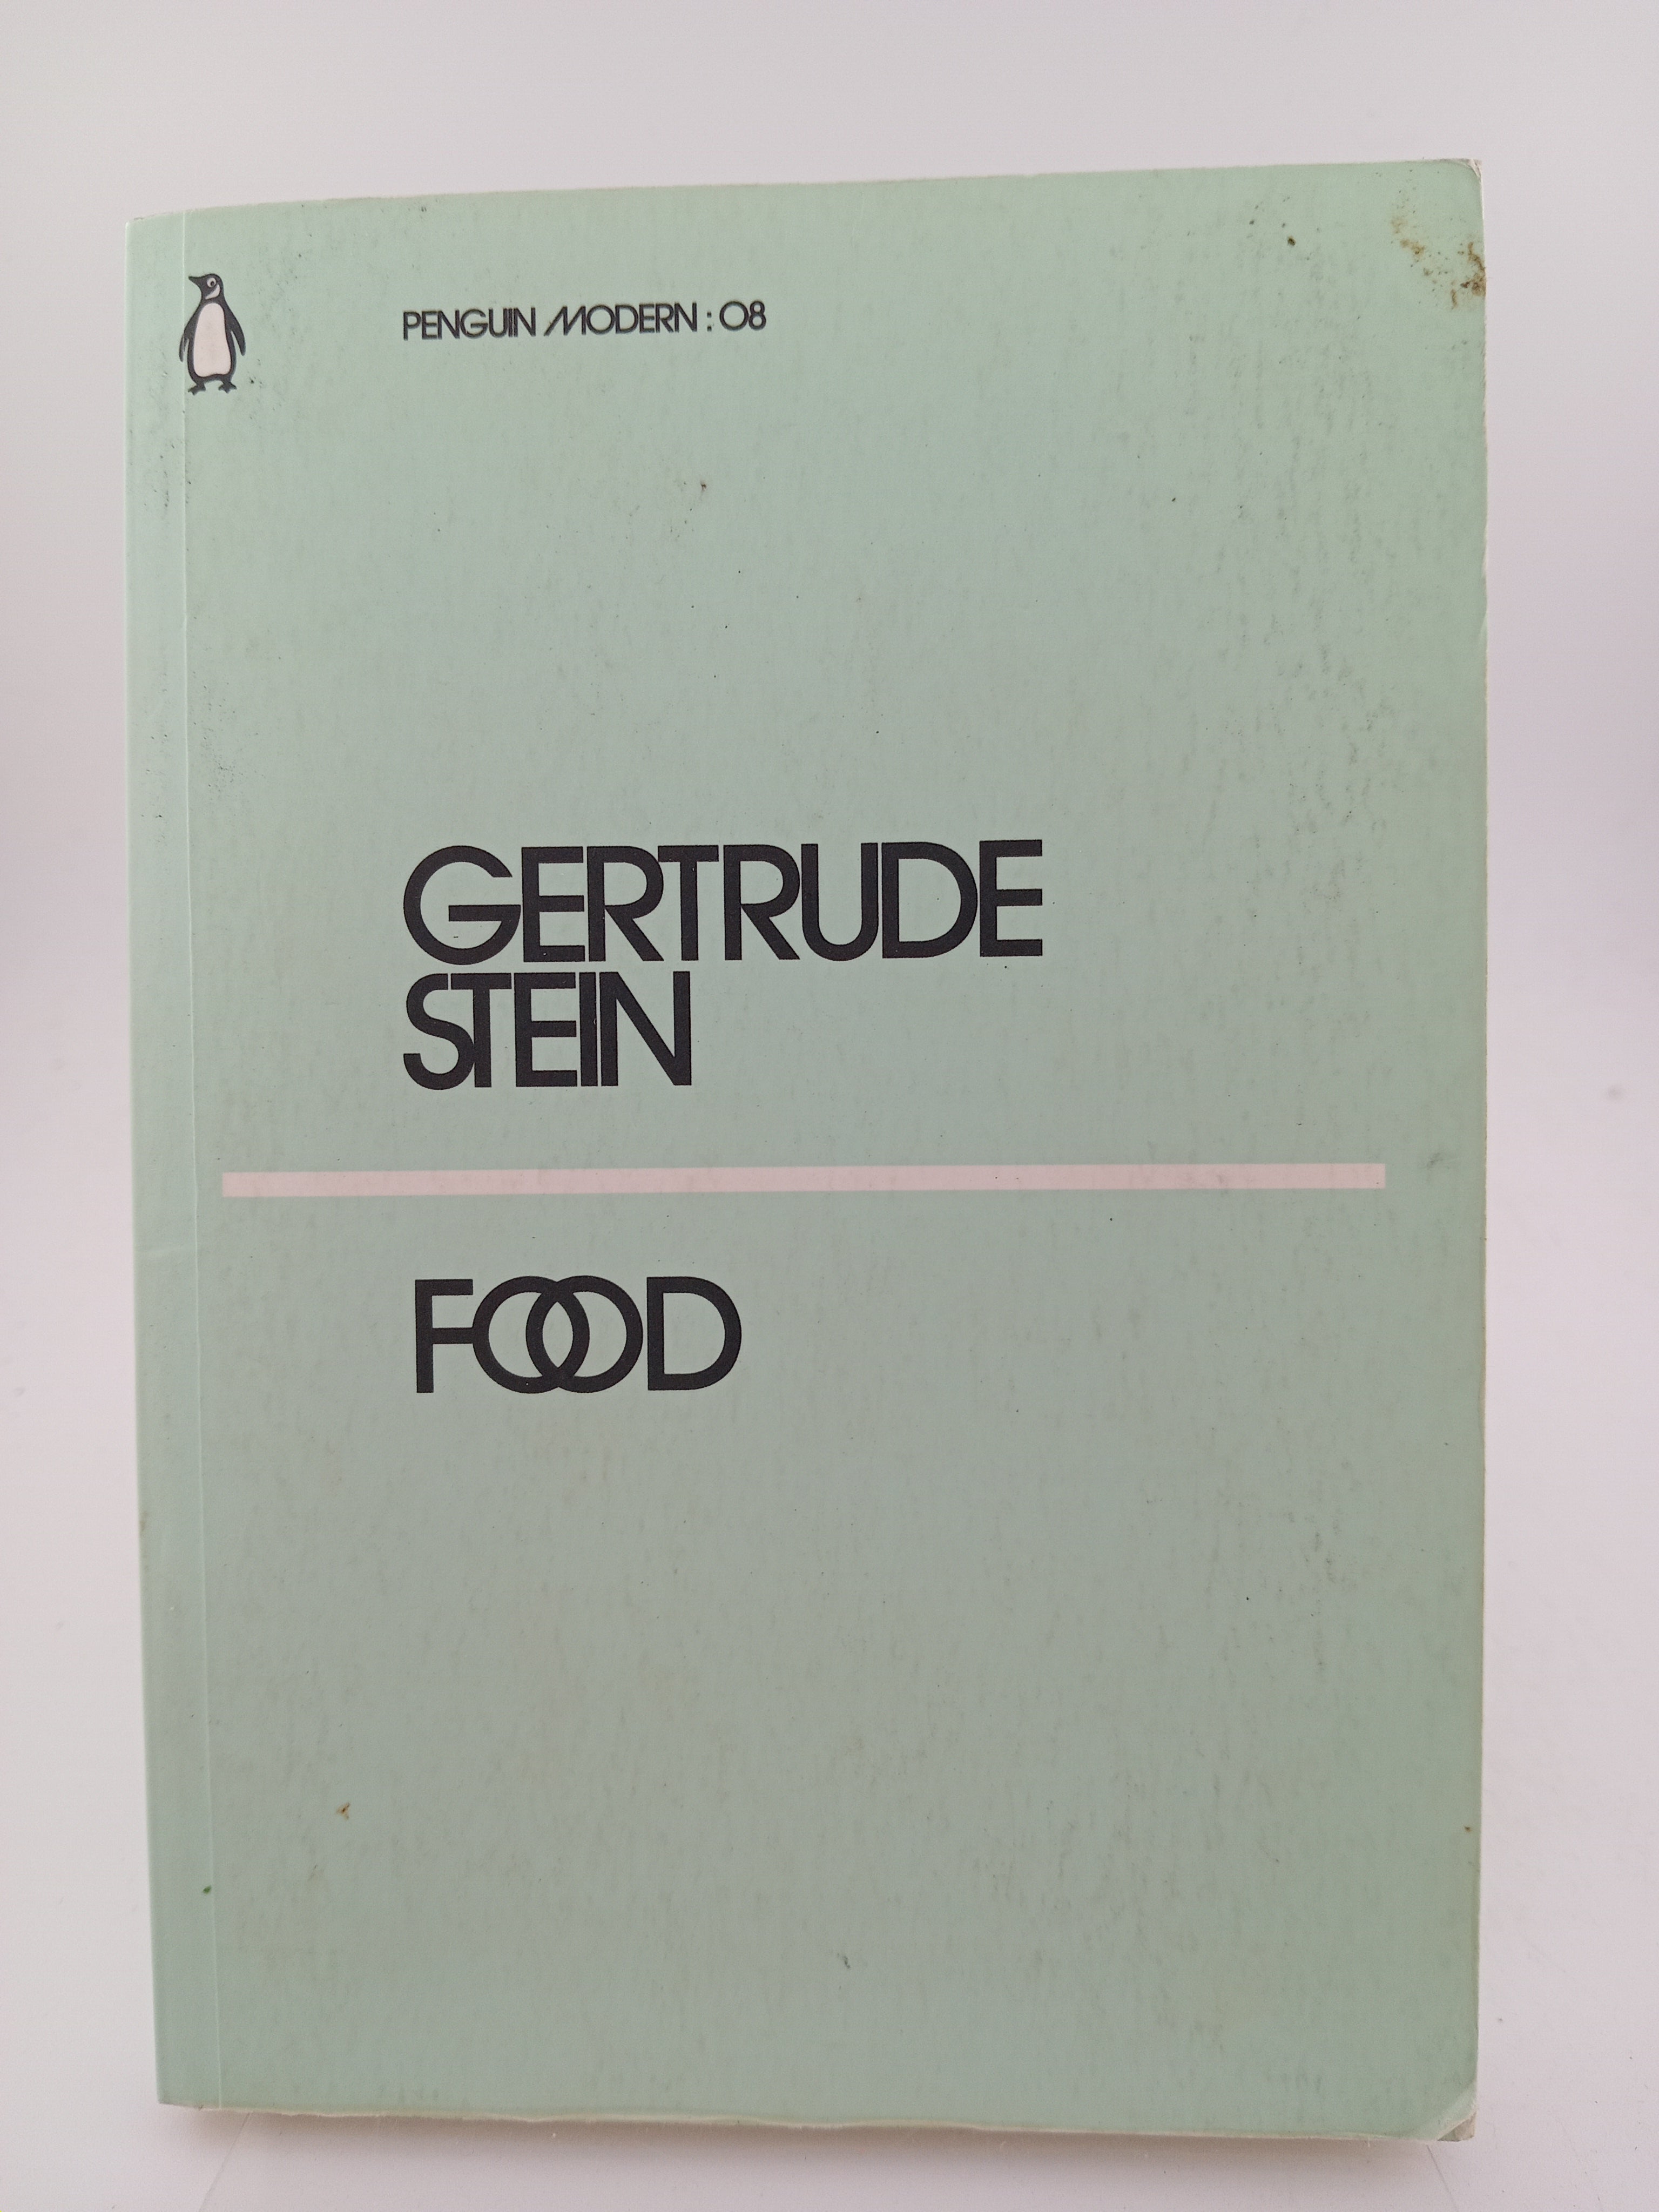 PENGUIN MODERN : 08
GERTRUDE
STEIN
FOOD